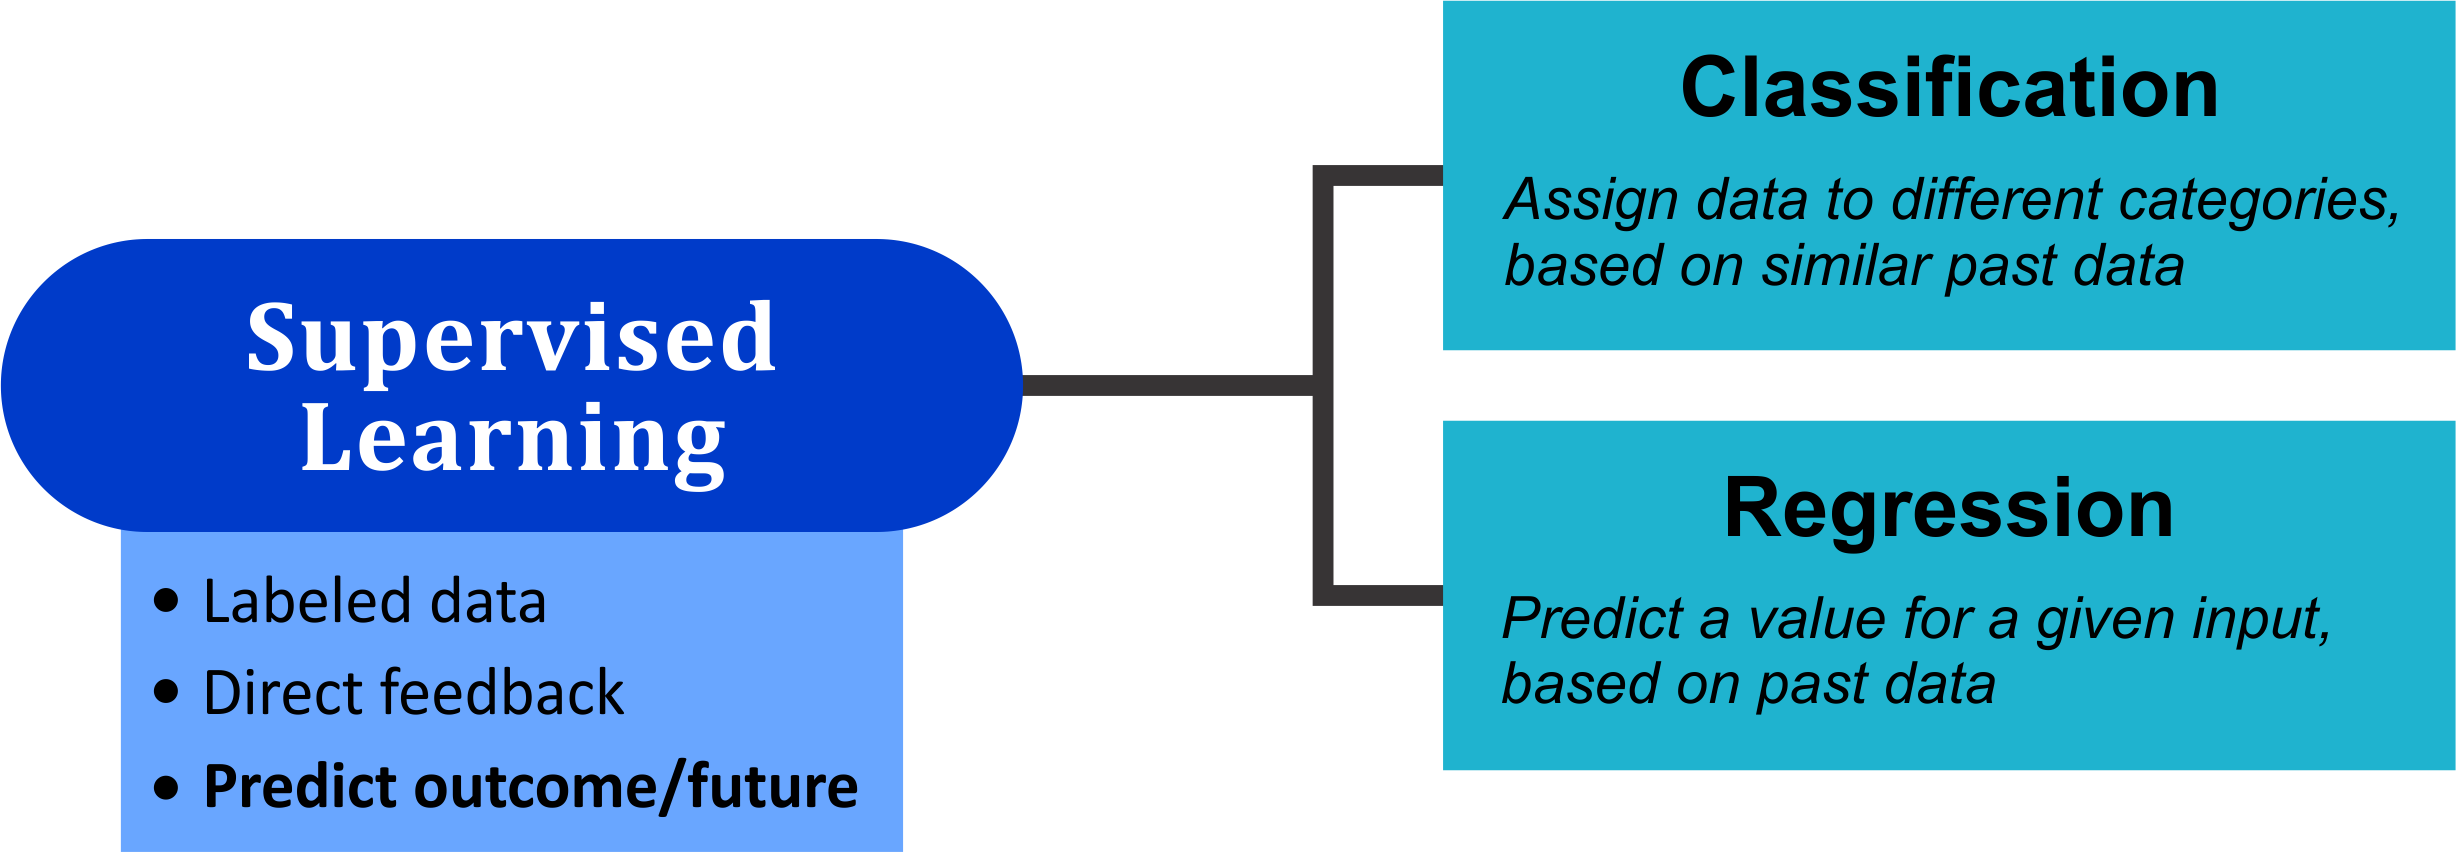 Supervised
Learning
• Labeled data
• Direct feedback
• Predict outcome/future
Classification
Assign data to different categories,
based on similar past data
Regression
Predict a value for a given input,
based on past data